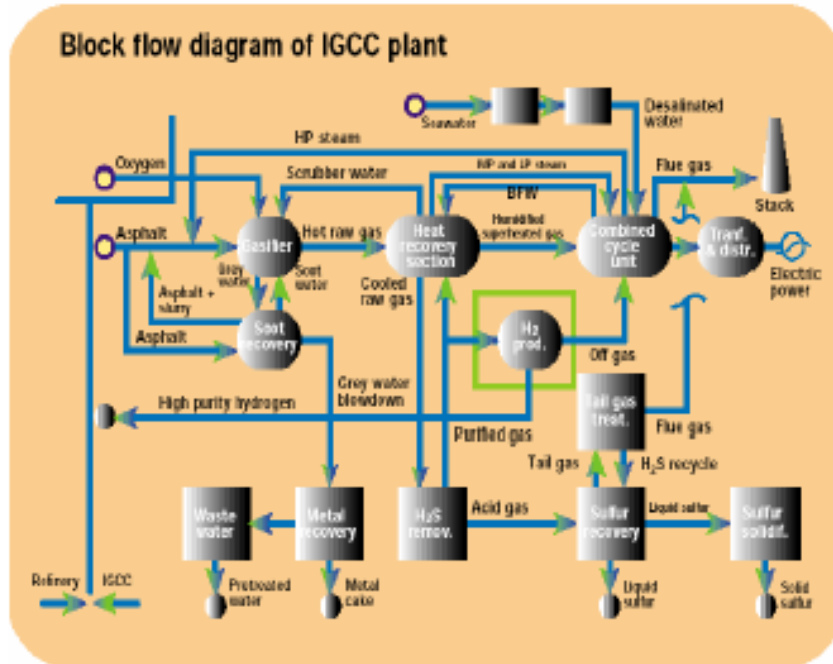 Block flow diagram of IGCC plant
Seawater
Desalinated
water
HP steam
Oxygen
Scrubber water
MP and LP steam
Flue gas
BFW
Stack
Asphalt
Gasifier
Hot raw gas
Heat
recovery
section
Humidified
superheated gas
Combined
cycle
unit
Tranf.
& distr.
Electric
power
Grey
water
Soot
water
Cooled
raw gas
Asphalt +
slurry
Asphalt
Soot
recovery
H2
prod.
Off gas
Grey water
blowdown
High purity hydrogen
Purified gas
Tail gas
treat.
Flue gas
Tail gas
H2S recycle
Waste
water
Metal
recovery
H2S
remov.
Acid gas
Sulfur
recovery
Liquid sulfur
Sulfur
solidif.
Refinery
IGCC
Pretreated
water
Metal
cake
Liquid
sulfur
Solid
sulfur